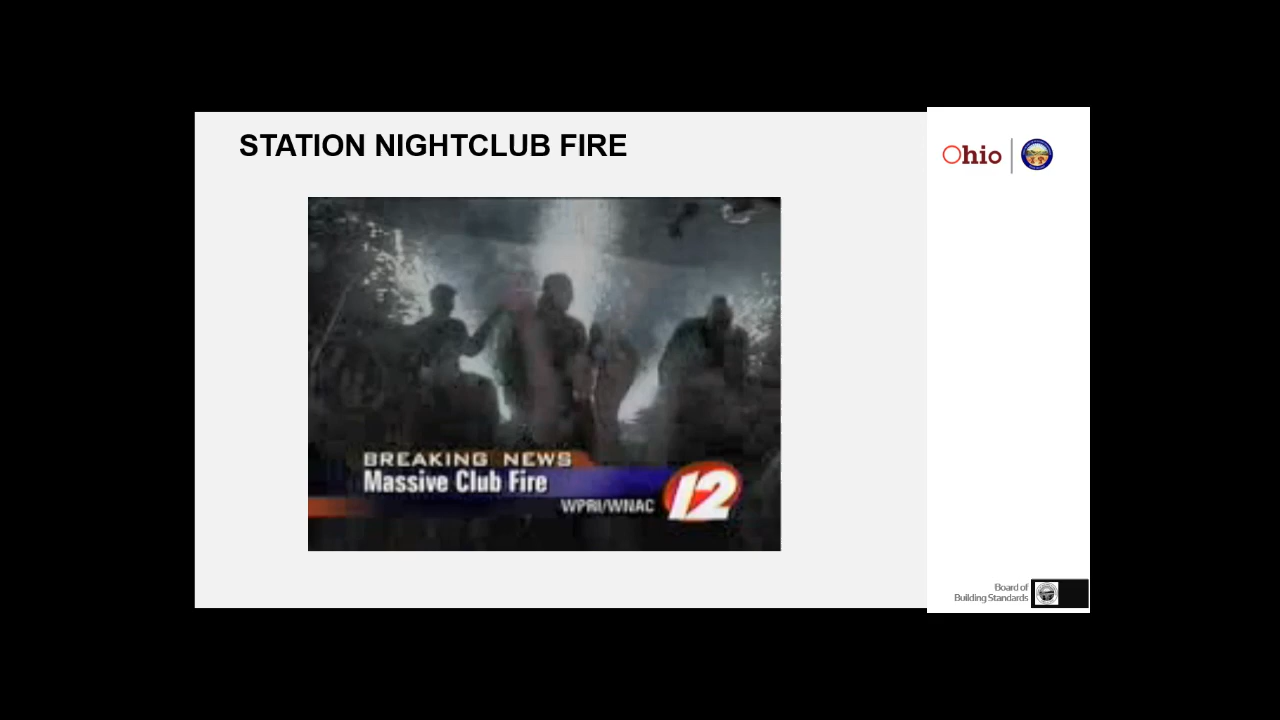 STATION NIGHTCLUB FIRE
Ohio
BREAKING NEWS
Massive Club Fire
WPRI/WNAC
12
Board of
Building Standards